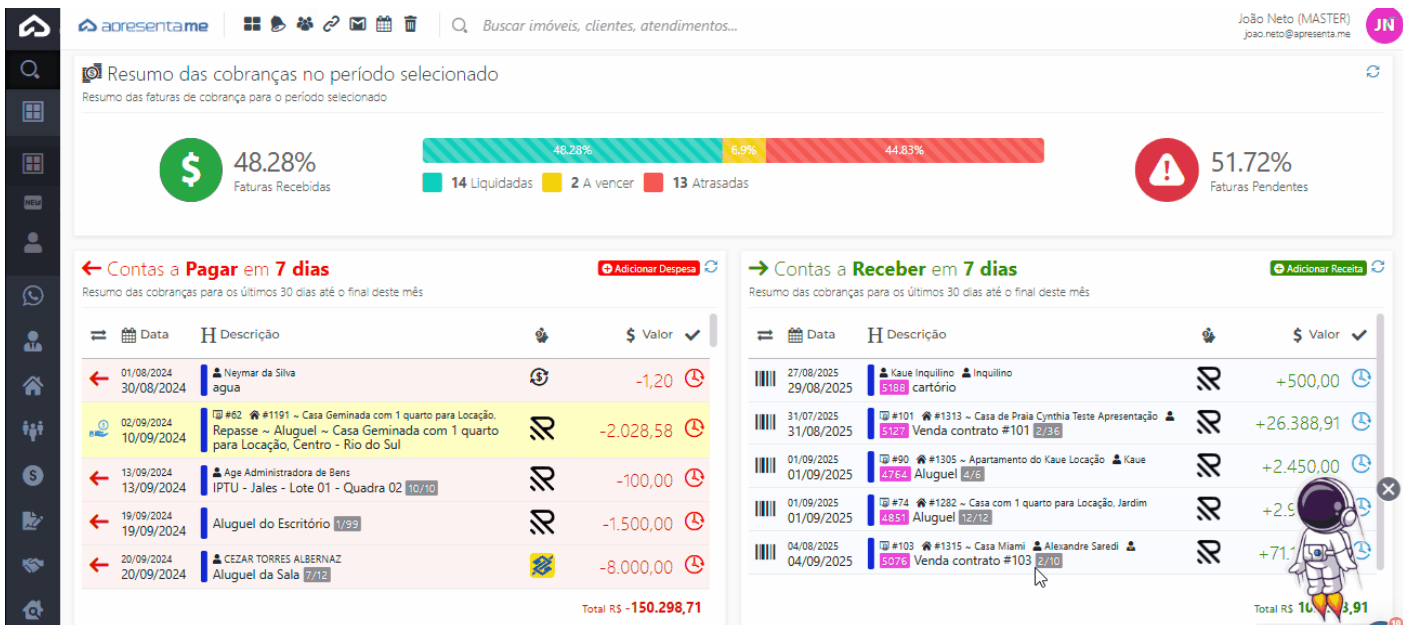 apresenta.me
Buscar imóveis, clientes, atendimentos...
João Neto (MASTER)
joao.neto@apresenta.me
JN
NEW
Resumo das cobranças no período selecionado
Resumo das faturas de cobrança para o período selecionado
48.28%
Faturas Recebidas
48.28% 6.9% 44.83%
14 Liquidadas 2 A vencer 13 Atrasadas
51.72%
Faturas Pendentes
Contas a Pagar em 7 dias
Adicionar Despesa
Resumo das cobranças para os últimos 30 dias até o final deste mês
Data Descrição $ Valor
01/08/2024 Neymar da Silva
30/08/2024 agua -1,20
02/09/2024 #62 #1191 ~ Casa Geminada com 1 quarto para Locação,
10/09/2024 Repasse ~ Aluguel ~ Casa Geminada com 1 quarto -2.028,58
para Locação, Centro - Rio do Sul
13/09/2024 Age Administradora de Bens
13/09/2024 IPTU - Jales - Lote 01 - Quadra 02 10/10 -100,00
19/09/2024
19/09/2024 Aluguel do Escritório 1/99 -1.500,00
20/09/2024 CEZAR TORRES ALBERNAZ
20/09/2024 Aluguel da Sala 7/12 -8.000,00
Total R$ -150.298,71
Contas a Receber em 7 dias
Adicionar Receita
Resumo das cobranças para os últimos 30 dias até o final deste mês
Data Descrição $ Valor
27/08/2025 Kaue Inquilino Inquilino
29/08/2025 5188 cartório +500,00
31/07/2025 #101 #1313 ~ Casa de Praia Cynthia Teste Apresentação
31/08/2025 5127 Venda contrato #101 2/36 +26.388,91
01/09/2025 #90 #1305 ~ Apartamento do Kaue Locação Kaue
01/09/2025 4764 Aluguel 4/6 +2.450,00
01/09/2025 #74 #1282 ~ Casa com 1 quarto para Locação, Jardim
01/09/2025 4851 Aluguel 12/12
04/08/2025 #103 #1315 ~ Casa Miami Alexandre Saredi
04/09/2025 5076 Venda contrato #103 2/10
Total R$